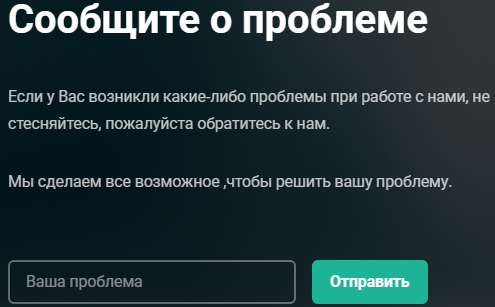 Сообщите о проблеме
Если у Вас возникли какие-либо проблемы при работе с нами, не
стесняйтесь, пожалуйста обратитесь к нам.
Мы сделаем все возможное ,чтобы решить вашу проблему.
Ваша проблема
Отправить